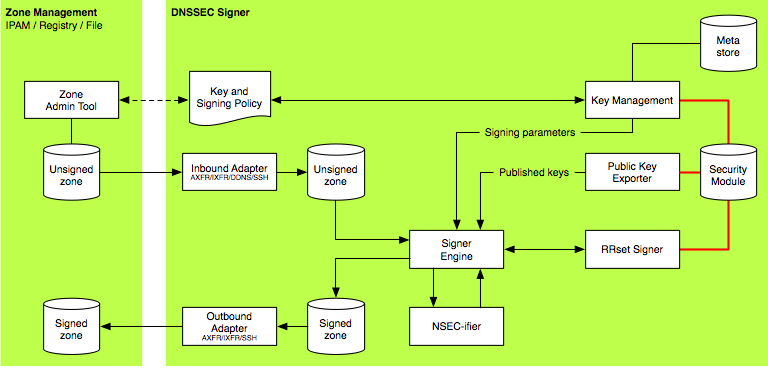 Zone Management
IPAM / Registry / File
DNSSEC Signer
Meta
store
Zone
Admin Tool
Key and
Signing Policy
Key Management
Signing parameters
Unsigned
zone
Inbound Adapter
AXFR/IXFR/DDNS/SSH
Unsigned
zone
Published keys
Public Key
Exporter
Security
Module
Signer
Engine
RRset Signer
Signed
zone
Outbound
Adapter
AXFR/IXFR/SSH
Signed
zone
NSEC-ifier